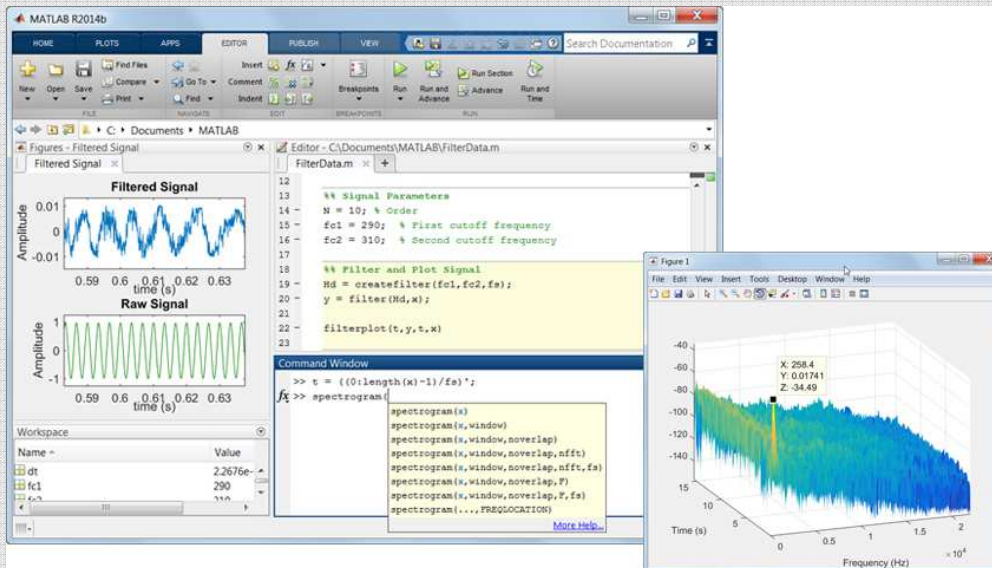 MATLAB R2014b
HOME PLOTS APPS EDITOR PUBLISH VIEW Search Documentation
New Open Save Find Files Compare Print
Go To Find
Insert fx Comment Indent
Breakpoints Run Run and Advance Run Section Advance Run and Time
FILE NAVIGATE EDIT BREAKPOINTS RUN
C: Documents MATLAB
Figures - Filtered Signal
Filtered Signal
Filtered Signal
Amplitude
0.01
0
-0.01
0.59 0.6 0.61 0.62 0.63
time (s)
Raw Signal
Amplitude
1
0
-1
0.59 0.6 0.61 0.62 0.63
time (s)
Workspace
Name Value
dt 2.2676e-
fc1 290
Editor - C:\Documents\MATLAB\FilterData.m
FilterData.m +
12
13 %% Signal Parameters
14 - N = 10; % Order
15 - fc1 = 290; % First cutoff frequency
16 - fc2 = 310; % Second cutoff frequency
17
18 %% Filter and Plot Signal
19 - Hd = createfilter(fc1,fc2,fs);
20 - y = filter(Hd,x);
21
22 - filterplot(t,y,t,x)
23
Command Window
>> t = ((0:length(x)-1)/fs)';
fx >> spectrogram(
spectrogram(x)
spectrogram(x,window)
spectrogram(x,window,noverlap)
spectrogram(x,window,noverlap,nfft)
spectrogram(x,window,noverlap,nfft,fs)
spectrogram(x,window,noverlap,F)
spectrogram(x,window,noverlap,F,fs)
spectrogram(...,FREQLOCATION)
More Help...
Figure 1
File Edit View Insert Tools Desktop Window Help
X: 258.4
Y: 0.01741
Z: -34.49
-40
-60
-80
-100
-120
-140
15
10
5
Time (s)
0 0.5 1 1.5 2
× 10⁴
Frequency (Hz)